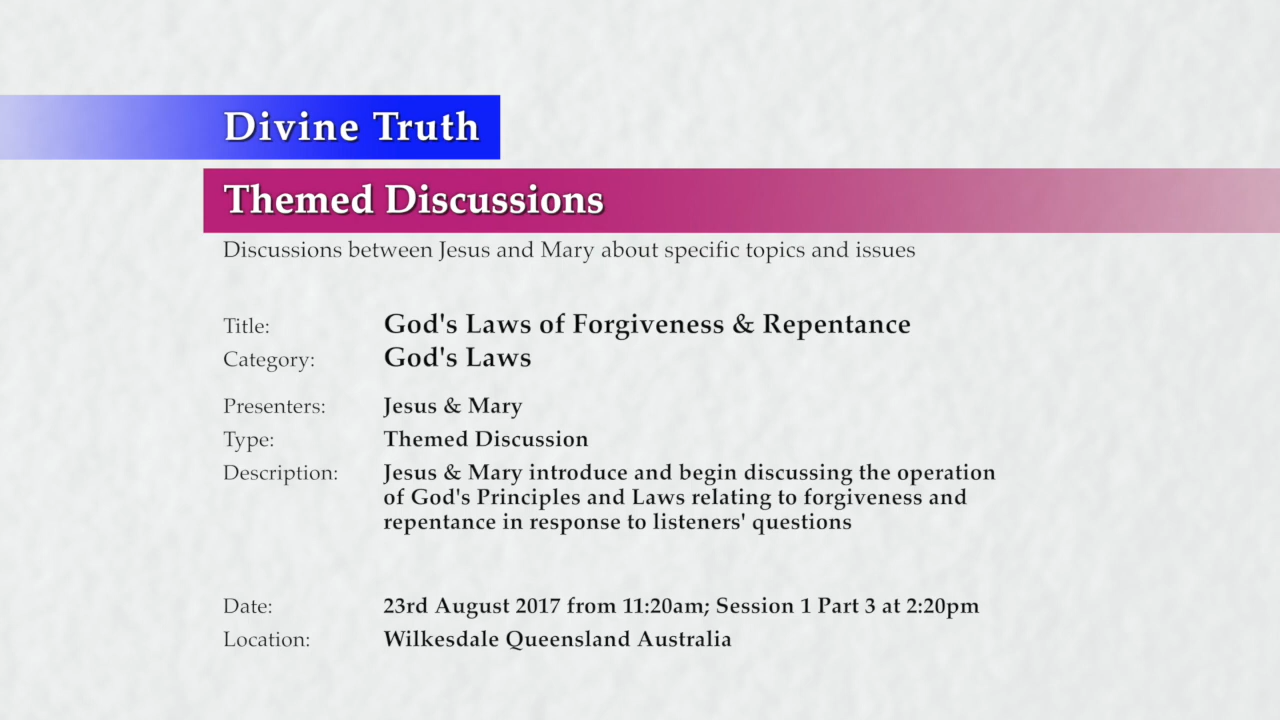 Divine Truth
Themed Discussions
Discussions between Jesus and Mary about specific topics and issues
Title: God's Laws of Forgiveness & Repentance
Category: God's Laws
Presenters: Jesus & Mary
Type: Themed Discussion
Description: Jesus & Mary introduce and begin discussing the operation
of God's Principles and Laws relating to forgiveness and
repentance in response to listeners' questions
Date: 23rd August 2017 from 11:20am; Session 1 Part 3 at 2:20pm
Location: Wilkesdale Queensland Australia